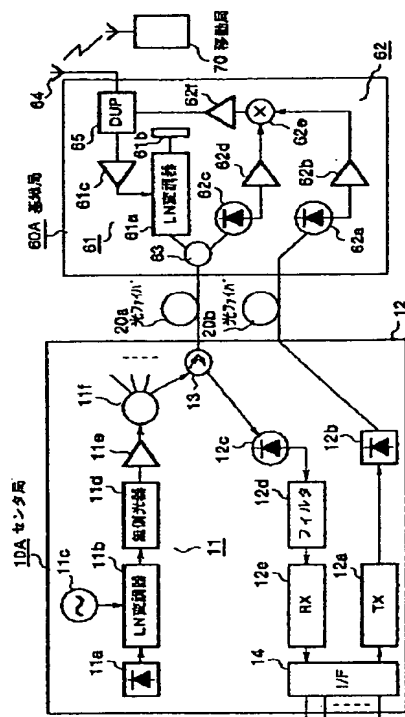 10A センタ局
60A 基地局
11c
11a
11b
11d
11e
11f
LN変調器
無偏光器
11
13
20a
光ファイバ
20b
光ファイバ
61
61c
65
64
DUP
61a
LN変調器
61b
63
62c
62d
62e
62f
62a
62b
62
70 移動局
14
I/F
12e
RX
12d
フィルタ
12c
12a
TX
12b
12